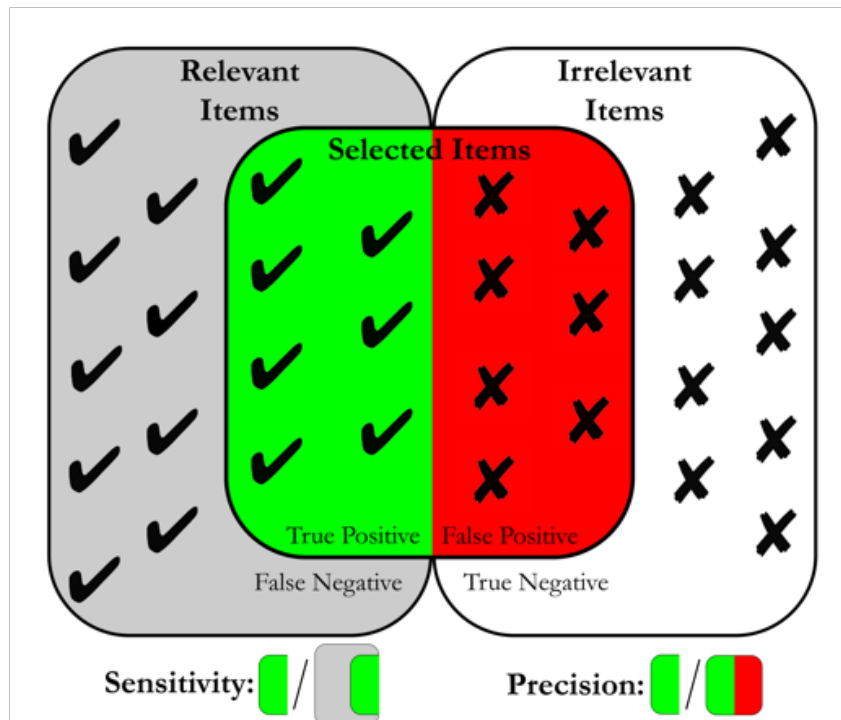 Relevant
Items
Irrelevant
Items
Selected Items
True Positive
False Positive
False Negative
True Negative
Sensitivity: /
Precision: /